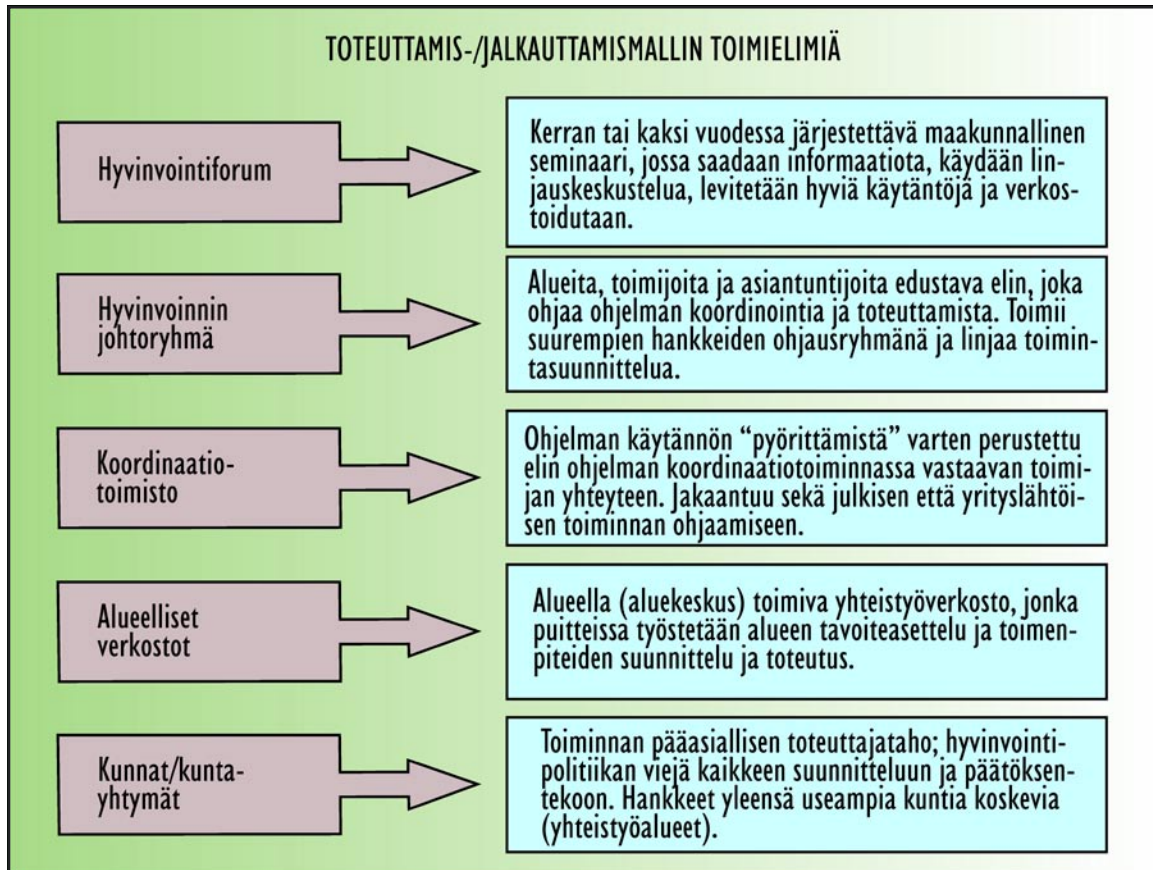 TOTEUTTAMIS-/JALKAUTTAMISMALLIN TOIMIELIMIÄ
Hyvinvointiforum
Kerran tai kaksi vuodessa järjestettävä maakunnallinen
seminaari, jossa saadaan informaatiota, käydään lin-
jauskeskustelua, levitetään hyviä käytäntöjä ja verkos-
toidutaan.
Hyvinvoinnin
johtoryhmä
Alueita, toimijoita ja asiantuntijoita edustava elin, joka
ohjaa ohjelman koordinointia ja toteuttamista. Toimii
suurempien hankkeiden ohjausryhmänä ja linjaa toimin-
tasuunnittelua.
Koordinaatio-
toimisto
Ohjelman käytännön “pyörittämistä” varten perustettu
elin ohjelman koordinaatiotoiminnassa vastaavan toimi-
jan yhteyteen. Jakaantuu sekä julkisen että yrityslähtöi-
sen toiminnan ohjaamiseen.
Alueelliset
verkostot
Alueella (aluekeskus) toimiva yhteistyöverkosto, jonka
puitteissa työstetään alueen tavoiteasettelu ja toimen-
piteiden suunnittelu ja toteutus.
Kunnat/kunta-
yhtymät
Toiminnan pääasiallisen toteuttajataho; hyvinvointi-
politiikan viejä kaikkeen suunnitteluun ja päätöksen-
tekoon. Hankkeet yleensä useampia kuntia koskevia
(yhteistyöalueet).